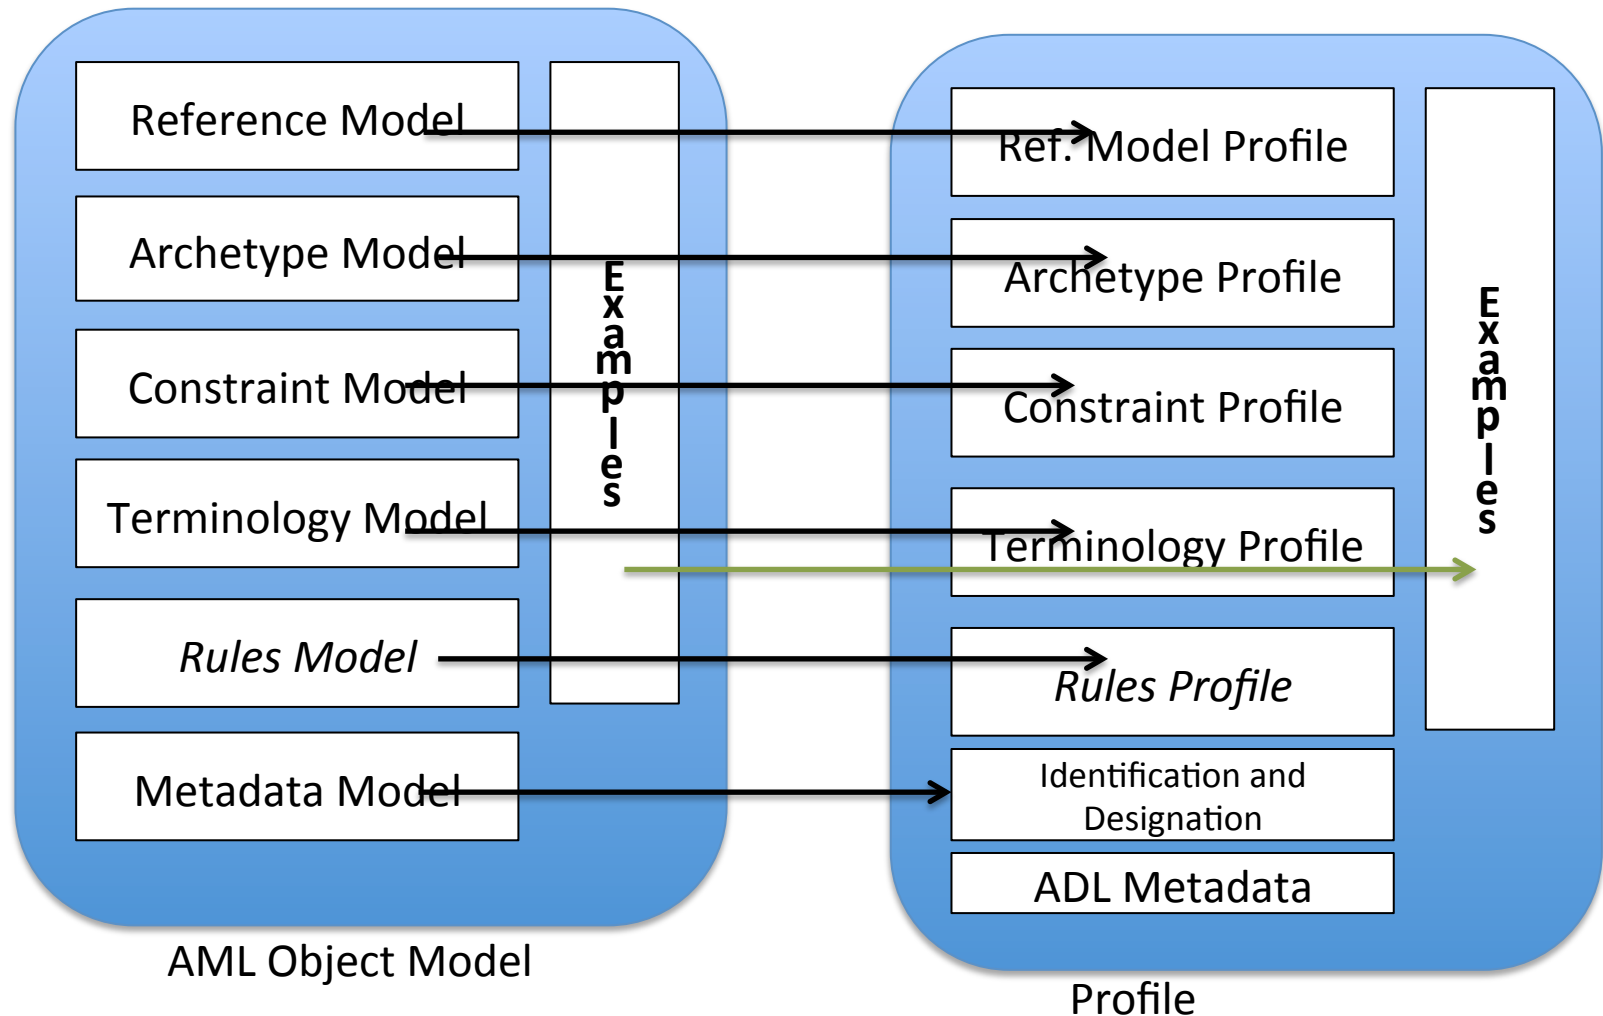 Reference Model
Archetype Model
Constraint Model
Terminology Model
Rules Model
Metadata Model
Examples
AML Object Model
Ref. Model Profile
Archetype Profile
Constraint Profile
Terminology Profile
Rules Profile
Identification and
Designation
ADL Metadata
Examples
Profile